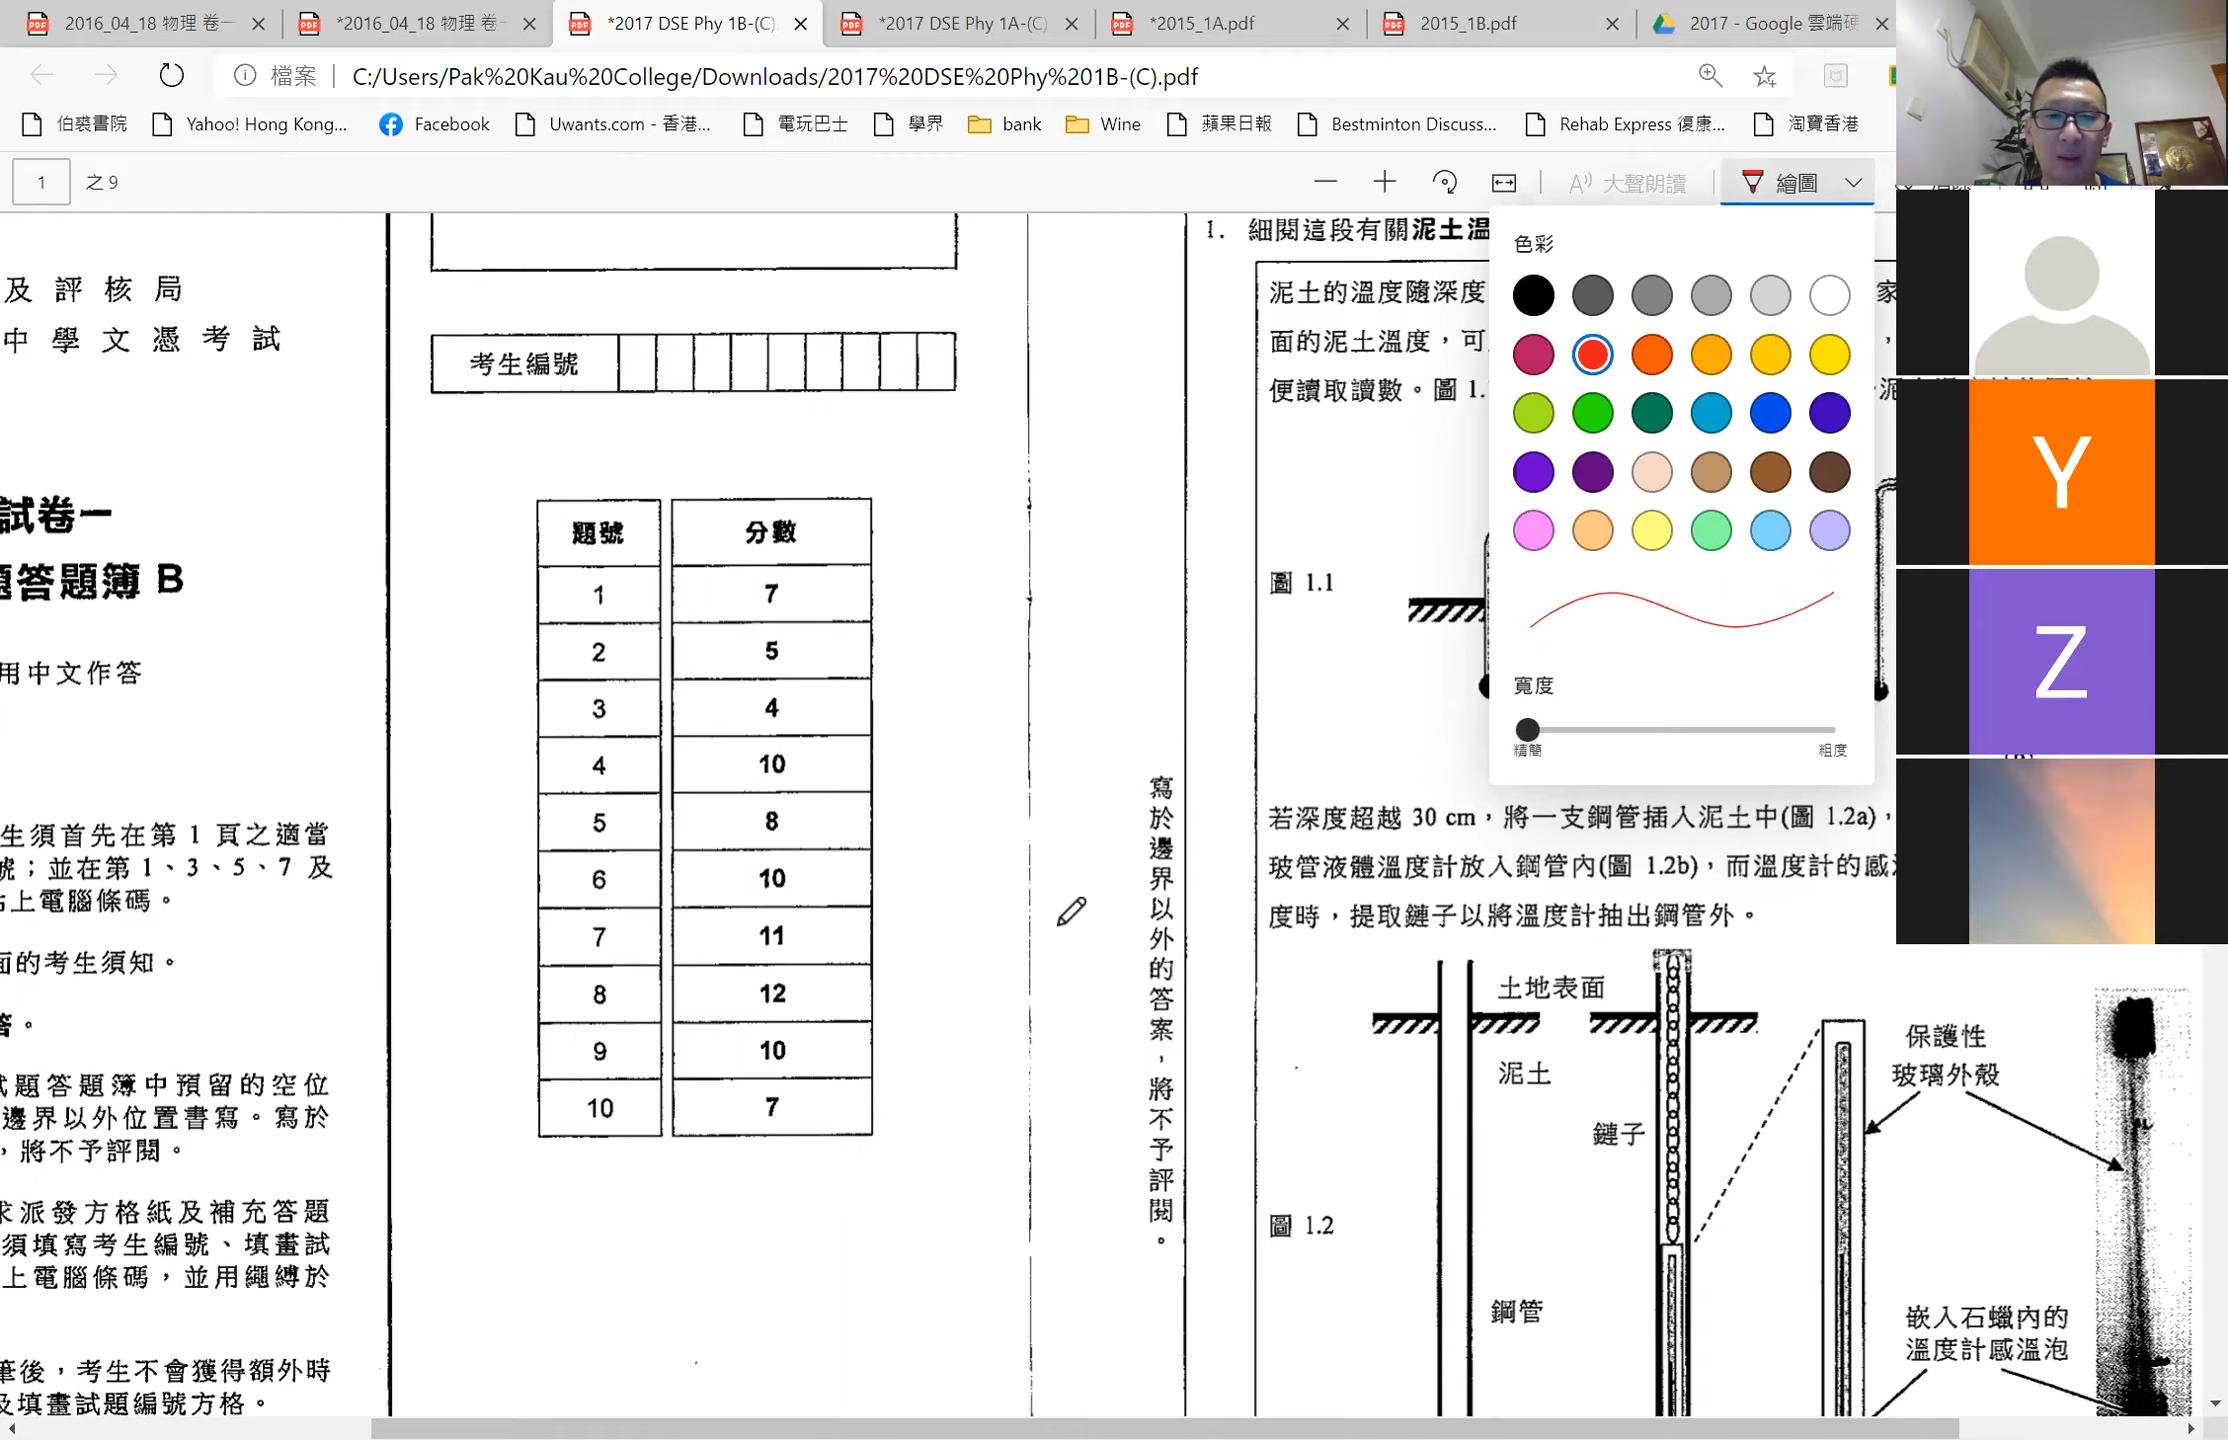 2016_04_18 物理 卷一
*2016_04_18 物理 卷一
*2017 DSE Phy 1B-(C)
*2017 DSE Phy 1A-(C)
*2015_1A.pdf
2015_1B.pdf
2017 - Google 雲端硬
檔案
C:/Users/Pak%20Kau%20College/Downloads/2017%20DSE%20Phy%201B-(C).pdf
伯裘書院
Yahoo! Hong Kong...
Facebook
Uwants.com - 香港...
電玩巴士
學界
bank
Wine
蘋果日報
Bestminton Discuss...
Rehab Express 復康...
淘寶香港
1
之 9
大聲朗讀
繪圖
色彩
寬度
精簡
粗度
及評核局
中學文憑考試
試卷一
題答題簿 B
用中文作答
生須首先在第 1 頁之適當
號；並在第 1、3、5、7 及
上電腦條碼。
面的考生須知。
答。
試題答題簿中預留的空位
邊界以外位置書寫。寫於
，將不予評閱。
求派發方格紙及補充答題
須填寫考生編號、填畫試
上電腦條碼，並用繩縛於
筆後，考生不會獲得額外時
及填畫試題編號方格。
考生編號
題號 分數
1 7
2 5
3 4
4 10
5 8
6 10
7 11
8 12
9 10
10 7
寫於邊界以外的答案，將不予評閱。
1. 細閱這段有關泥土溫
泥土的溫度隨深度
家
面的泥土溫度，可
，
便讀取讀數。圖 1.
圖 1.1
若深度超越 30 cm，將一支鋼管插入泥土中(圖 1.2a)，
玻管液體溫度計放入鋼管內(圖 1.2b)，而溫度計的感
度時，提取鏈子以將溫度計抽出鋼管外。
土地表面
泥土
鏈子
保護性
玻璃外殼
圖 1.2
鋼管
嵌入石蠟內的
溫度計感溫泡
Y
Z